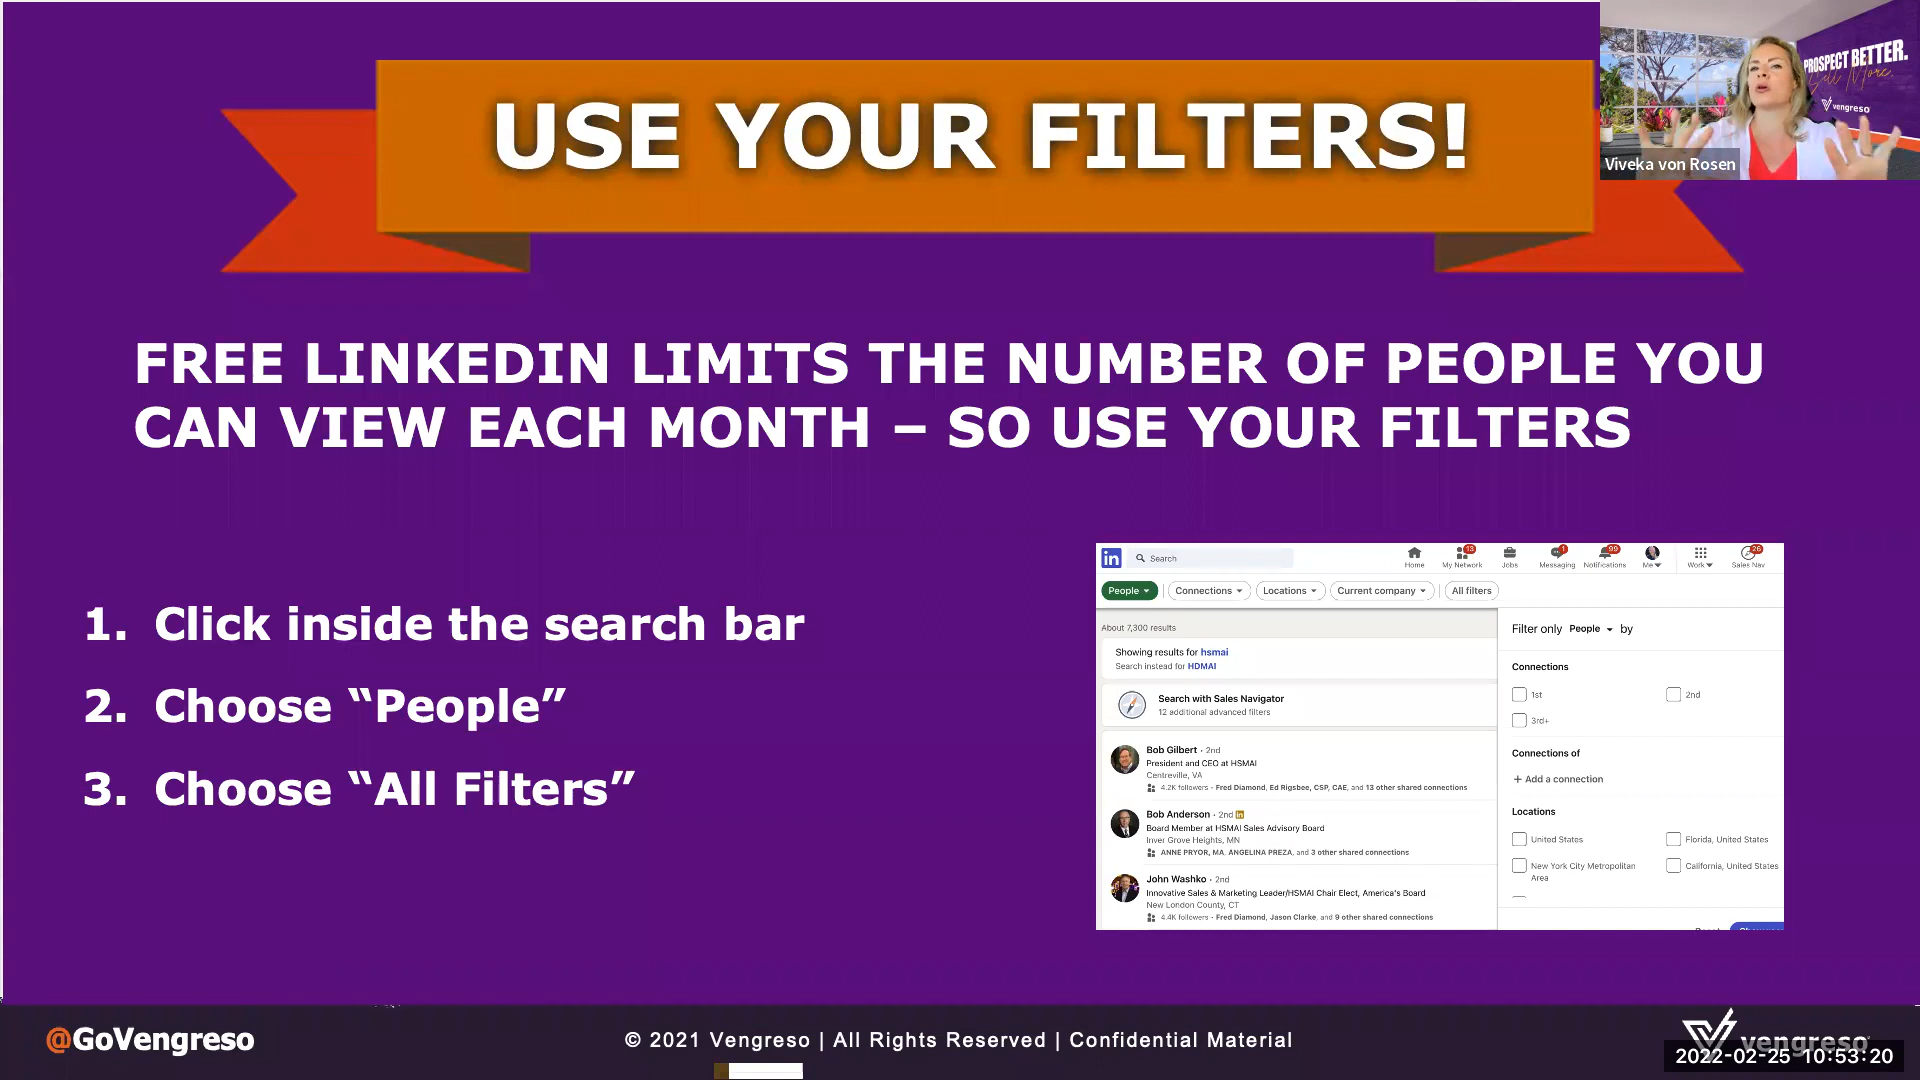 USE YOUR FILTERS!
PROSPECT BETTER.
Sell More.
vengreso
Viveka von Rosen
FREE LINKEDIN LIMITS THE NUMBER OF PEOPLE YOU
CAN VIEW EACH MONTH – SO USE YOUR FILTERS
1. Click inside the search bar
2. Choose “People”
3. Choose “All Filters”
in
Search
13
1
99
26
Home My Network Jobs Messaging Notifications Me Work Sales Nav
People Connections Locations Current company All filters
About 7,300 results
Showing results for hsmai
Search instead for HDMAI
Search with Sales Navigator
12 additional advanced filters
Bob Gilbert · 2nd
President and CEO at HSMAI
Centreville, VA
4.2K followers · Fred Diamond, Ed Rigsbee, CSP, CAE, and 13 other shared connections
Bob Anderson · 2nd in
Board Member at HSMAI Sales Advisory Board
Inver Grove Heights, MN
ANNE PRYOR, MA, ANGELINA PREZA, and 3 other shared connections
John Washko · 2nd
Innovative Sales & Marketing Leader/HSMAI Chair Elect, America's Board
New London County, CT
4.4K followers · Fred Diamond, Jason Clarke, and 9 other shared connections
Filter only People by
Connections
1st 2nd
3rd+
Connections of
+ Add a connection
Locations
United States Florida, United States
New York City Metropolitan California, United States
Area
@GoVengreso
© 2021 Vengreso | All Rights Reserved | Confidential Material
vengreso
2022-02-25 10:53:20